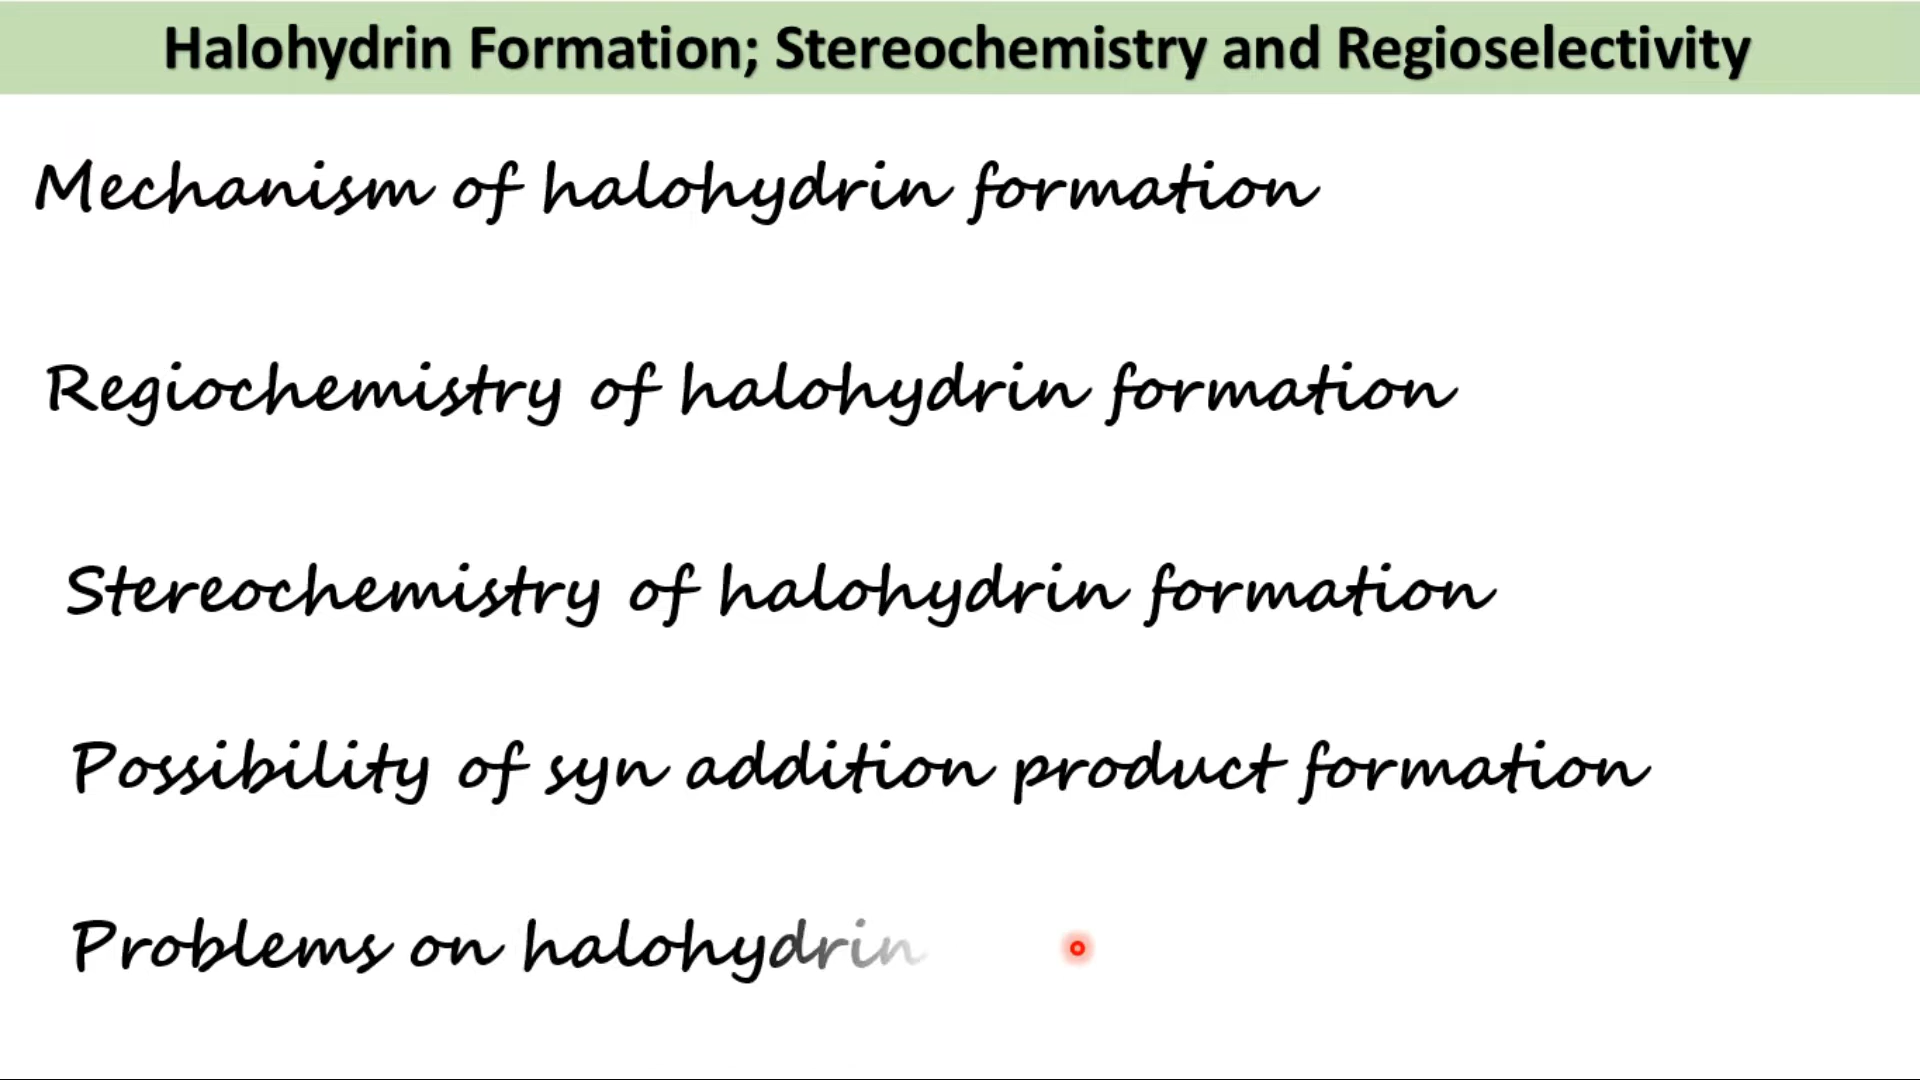 Halohydrin Formation; Stereochemistry and Regioselectivity
Mechanism of halohydrin formation
Regiochemistry of halohydrin formation
Stereochemistry of halohydrin formation
Possibility of syn addition product formation
Problems on halohydrin